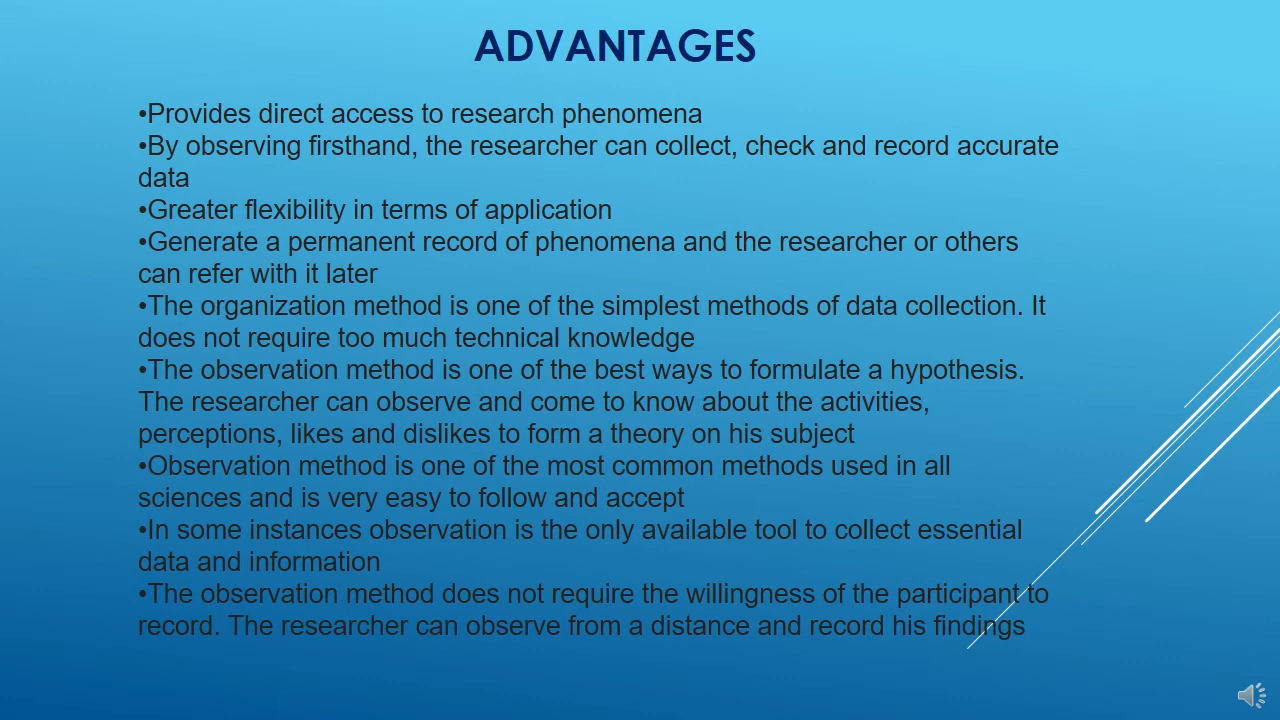 ADVANTAGES
•Provides direct access to research phenomena
•By observing firsthand, the researcher can collect, check and record accurate
data
•Greater flexibility in terms of application
•Generate a permanent record of phenomena and the researcher or others
can refer with it later
•The organization method is one of the simplest methods of data collection. It
does not require too much technical knowledge
•The observation method is one of the best ways to formulate a hypothesis.
The researcher can observe and come to know about the activities,
perceptions, likes and dislikes to form a theory on his subject
•Observation method is one of the most common methods used in all
sciences and is very easy to follow and accept
•In some instances observation is the only available tool to collect essential
data and information
•The observation method does not require the willingness of the participant to
record. The researcher can observe from a distance and record his findings